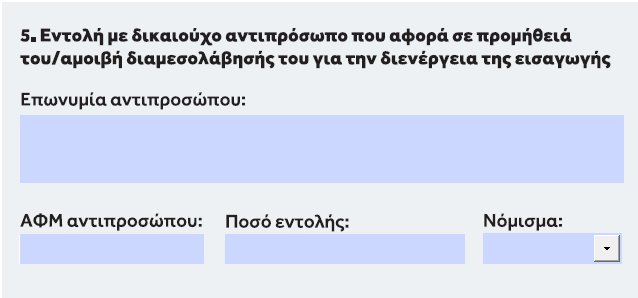 5. Εντολή με δικαιούχο αντιπρόσωπο που αφορά σε προμήθειά
του/αμοιβή διαμεσολάβησής του για την διενέργεια της εισαγωγής
Επωνυμία αντιπροσώπου:
ΑΦΜ αντιπροσώπου: Ποσό εντολής: Νόμισμα: